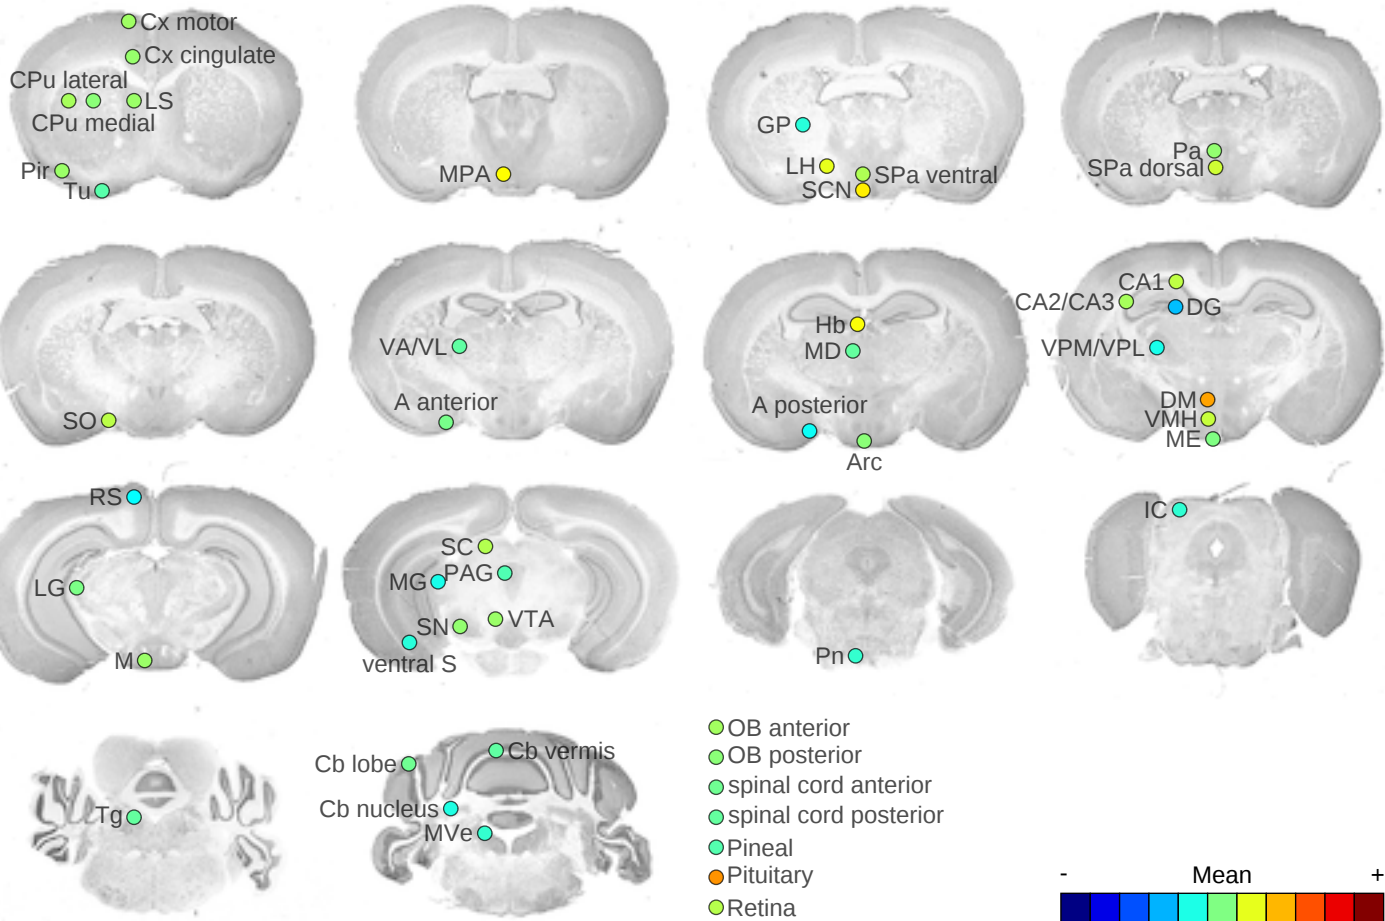 Cx motor
Cx cingulate
CPu lateral
LS
CPu medial
Pir
Tu
MPA
GP
LH
SPa ventral
SCN
Pa
SPa dorsal
SO
VA/VL
A anterior
Hb
MD
A posterior
Arc
CA1
CA2/CA3
DG
VPM/VPL
DM
VMH
ME
RS
LG
M
SC
MG
PAG
SN
VTA
ventral S
Pn
IC
Tg
Cb lobe
Cb vermis
Cb nucleus
MVe
OB anterior
OB posterior
spinal cord anterior
spinal cord posterior
Pineal
Pituitary
Retina
- Mean +